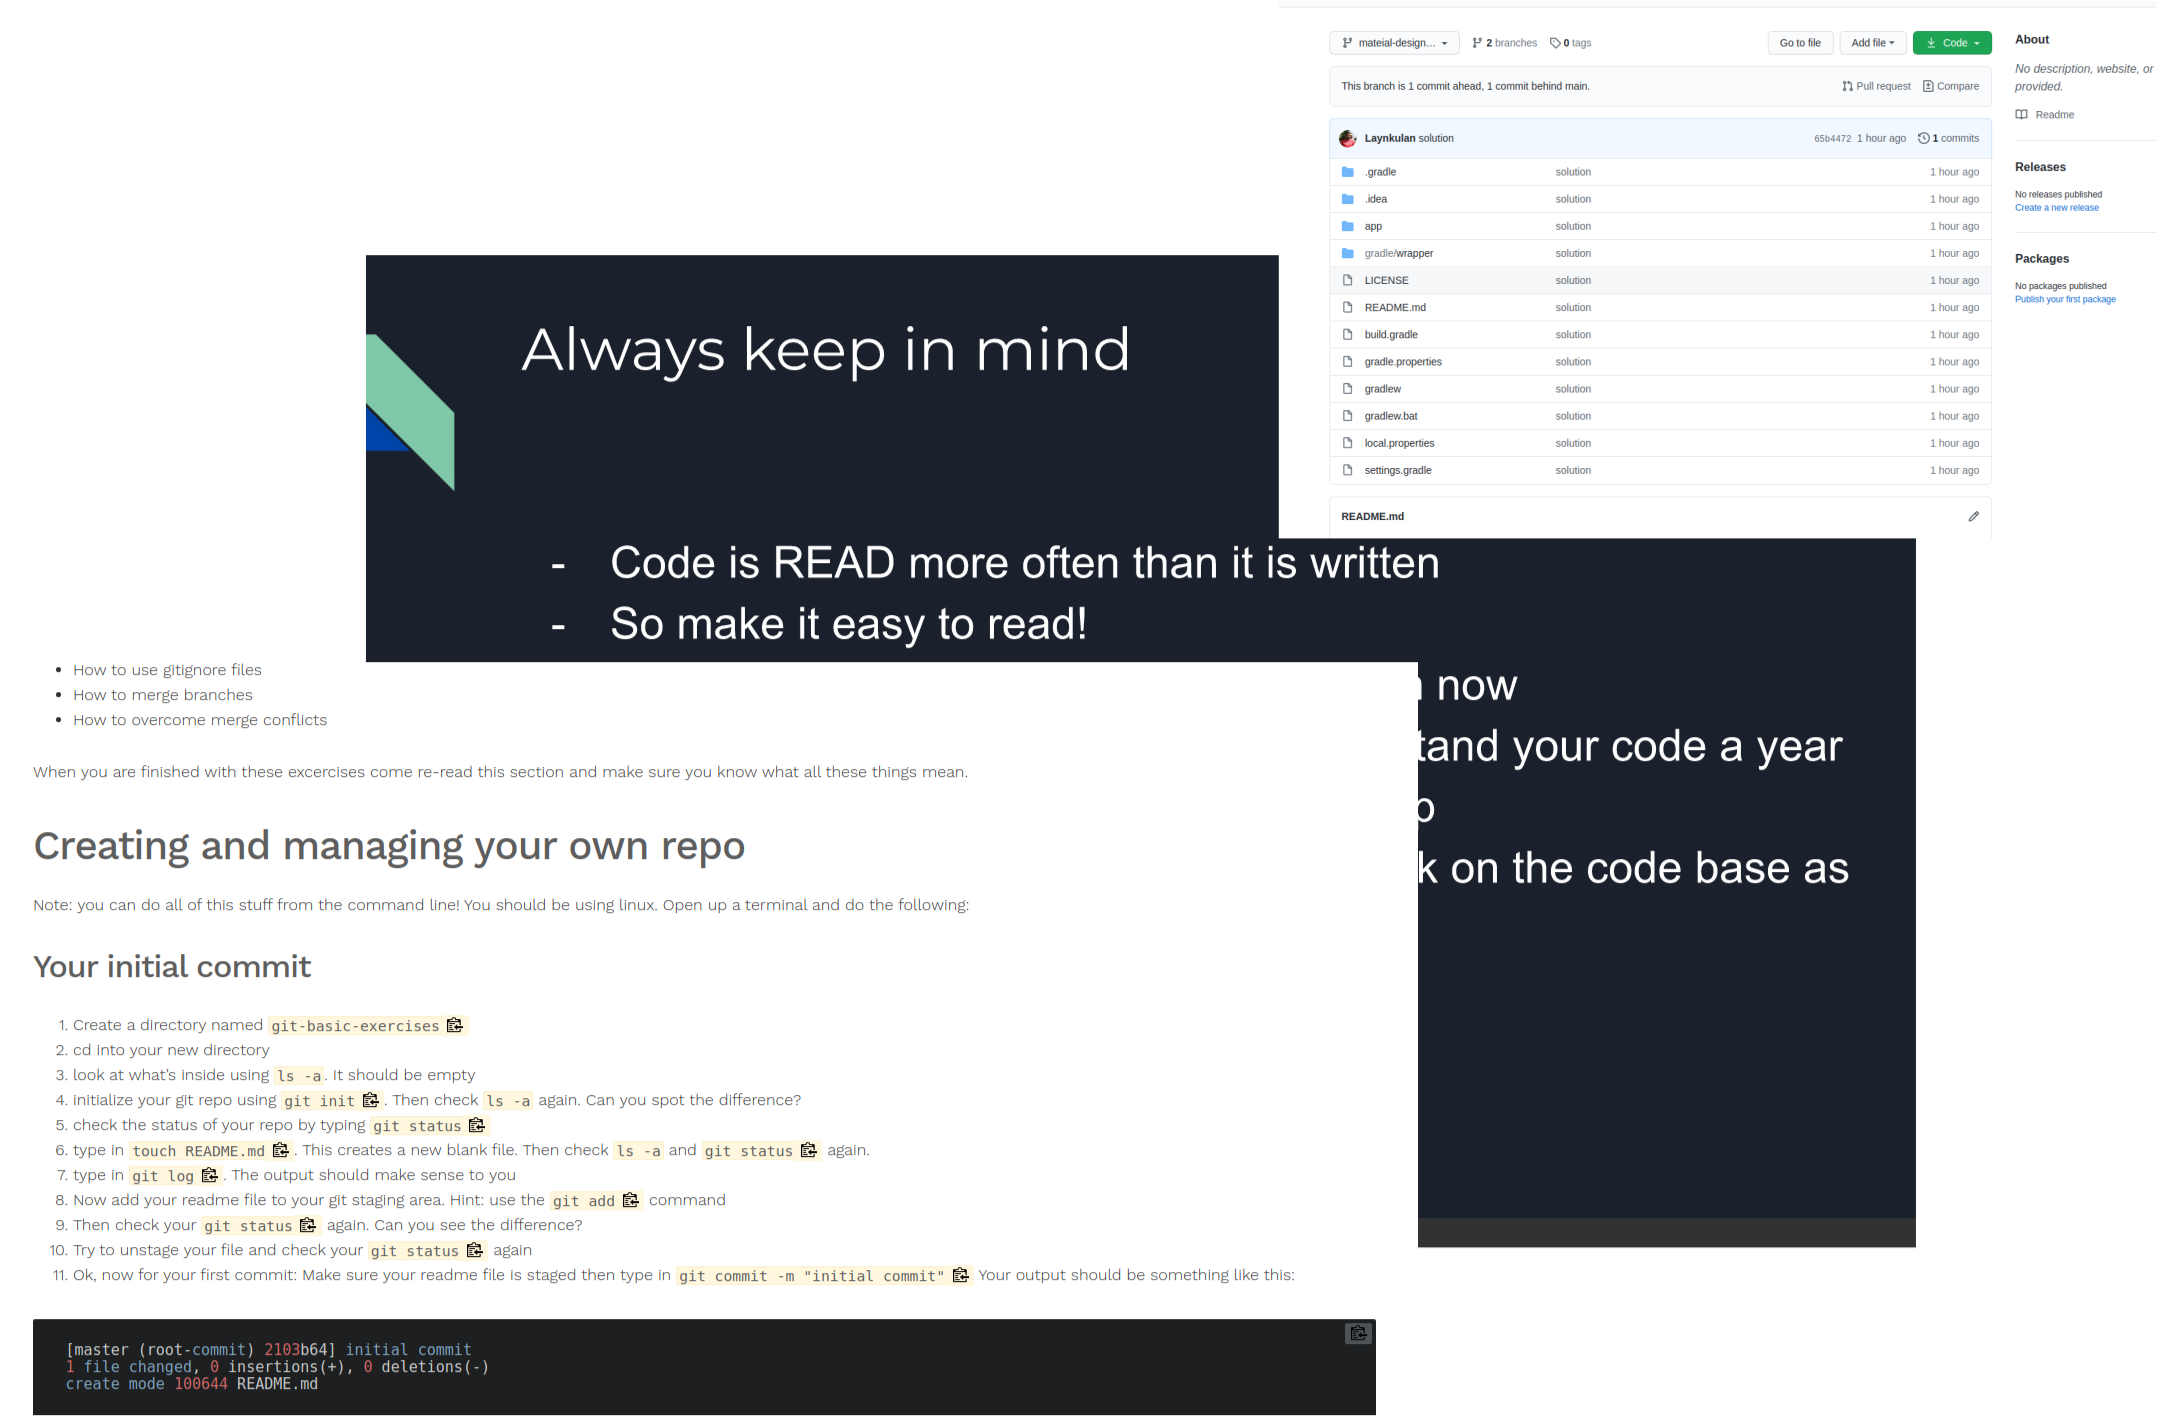 mateial-design...
2 branches
0 tags
Go to file
Add file
Code
This branch is 1 commit ahead, 1 commit behind main.
Pull request
Compare
Laynkulan solution
65b4472 1 hour ago
1 commits
.gradle solution 1 hour ago
.idea solution 1 hour ago
app solution 1 hour ago
gradle/wrapper solution 1 hour ago
LICENSE solution 1 hour ago
README.md solution 1 hour ago
build.gradle solution 1 hour ago
gradle.properties solution 1 hour ago
gradlew solution 1 hour ago
gradlew.bat solution 1 hour ago
local.properties solution 1 hour ago
settings.gradle solution 1 hour ago
README.md
About
No description, website, or
provided.
Readme
Releases
No releases published
Create a new release
Packages
No packages published
Publish your first package
Always keep in mind
- Code is READ more often than it is written
- So make it easy to read!
now
tand your code a year
p
k on the code base as
• How to use gitignore files
• How to merge branches
• How to overcome merge conflicts
When you are finished with these excercises come re-read this section and make sure you know what all these things mean.
Creating and managing your own repo
Note: you can do all of this stuff from the command line! You should be using linux. Open up a terminal and do the following:
Your initial commit
1. Create a directory named git-basic-exercises
2. cd into your new directory
3. look at what's inside using ls -a. It should be empty
4. initialize your git repo using git init . Then check ls -a again. Can you spot the difference?
5. check the status of your repo by typing git status
6. type in touch README.md . This creates a new blank file. Then check ls -a and git status again.
7. type in git log . The output should make sense to you
8. Now add your readme file to your git staging area. Hint: use the git add command
9. Then check your git status again. Can you see the difference?
10. Try to unstage your file and check your git status again
11. Ok, now for your first commit: Make sure your readme file is staged then type in git commit -m "initial commit" Your output should be something like this:
[master (root-commit) 2103b64] initial commit
1 file changed, 0 insertions(+), 0 deletions(-)
create mode 100644 README.md